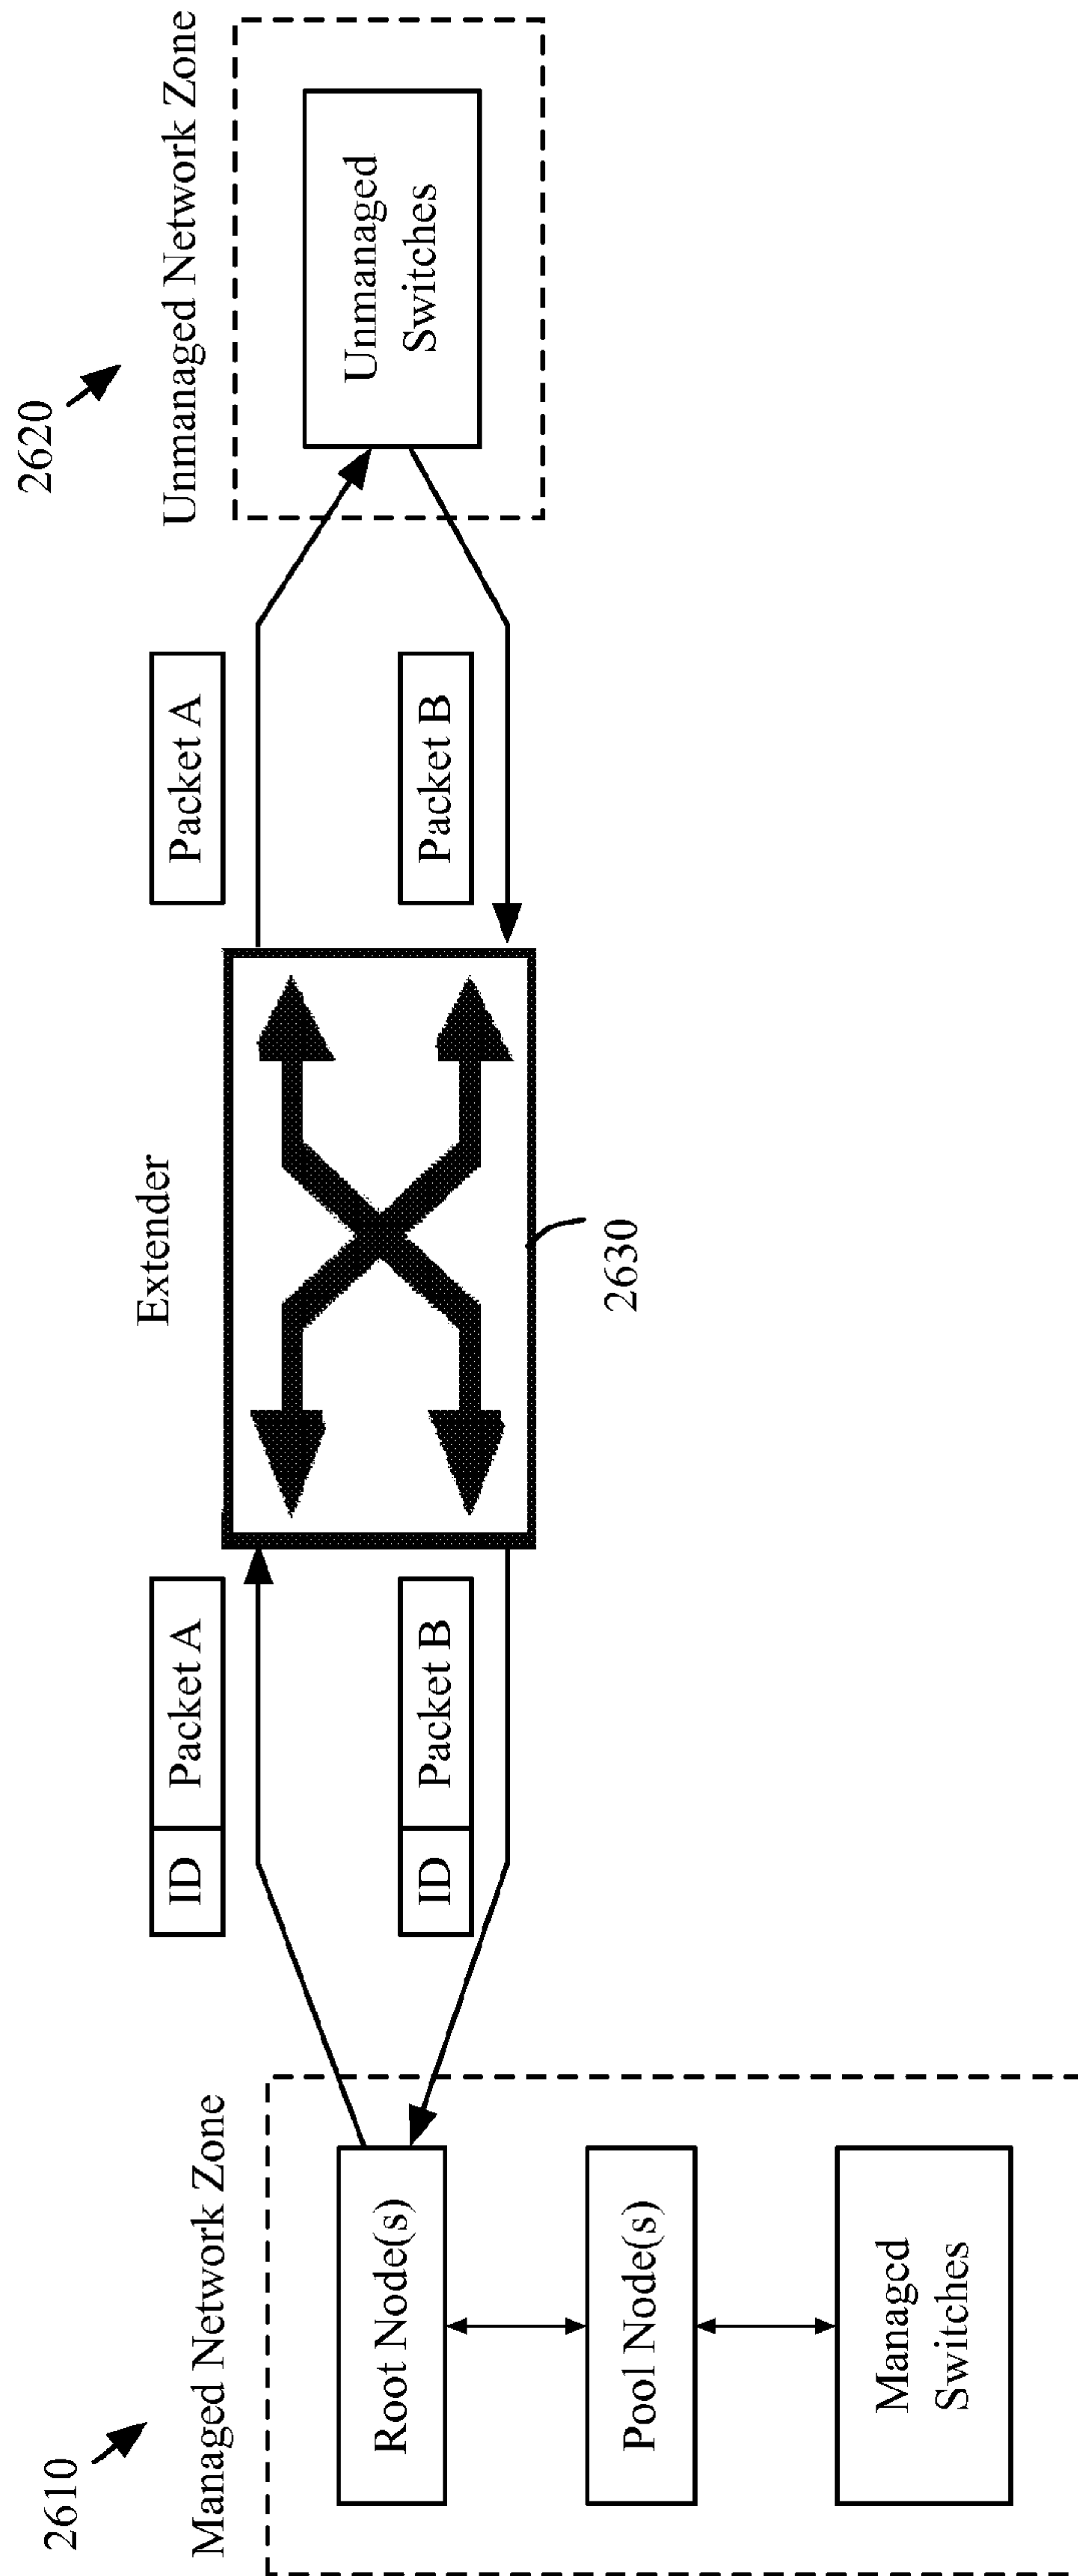 2610
Managed Network Zone
Root Node(s)
Pool Node(s)
Managed
Switches
ID
Packet A
ID
Packet B
Extender
2630
Packet A
Packet B
2620
Unmanaged Network Zone
Unmanaged
Switches